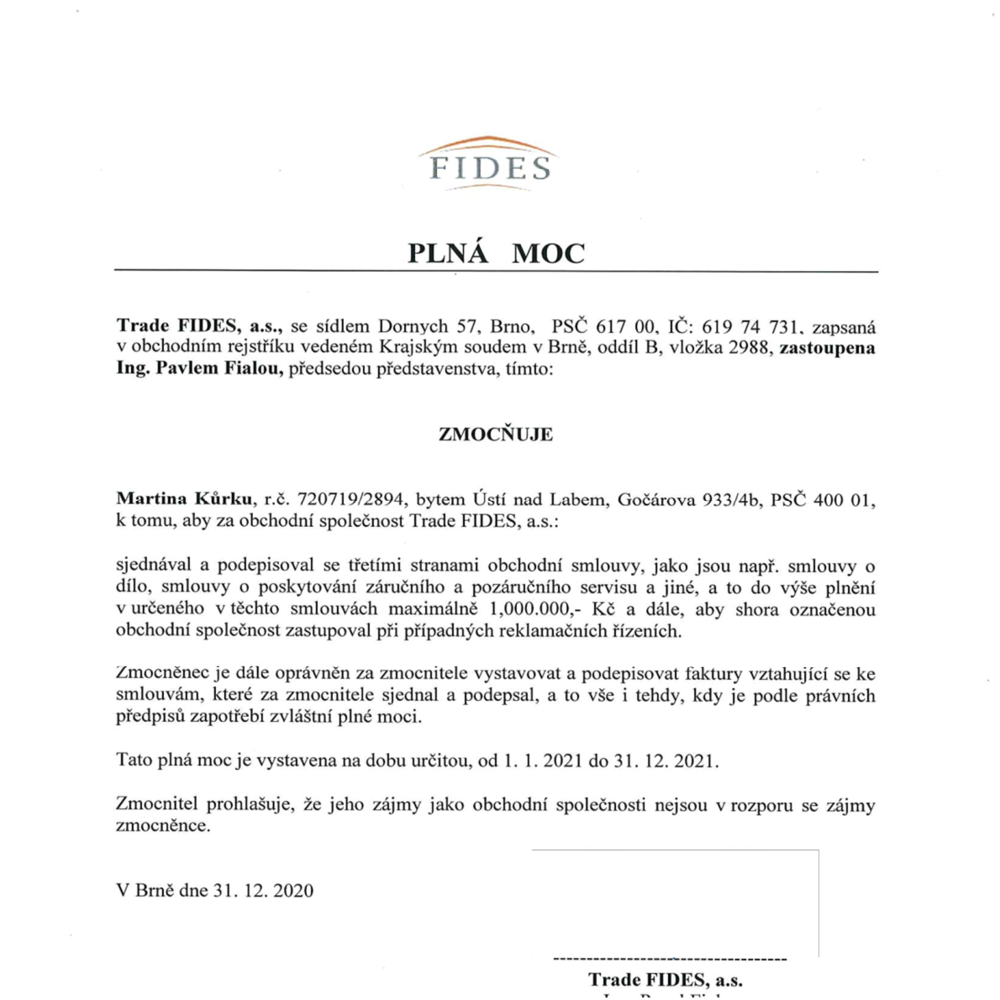 FIDES
PLNÁ MOC
Trade FIDES, a.s., se sídlem Dornych 57, Brno, PSČ 617 00, IČ: 619 74 731, zapsaná
v obchodním rejstříku vedeném Krajským soudem v Brně, oddíl B, vložka 2988, zastoupena
Ing. Pavlem Fialou, předsedou představenstva, tímto:
ZMOCŇUJE
Martina Kůrku, r.č. 720719/2894, bytem Ústí nad Labem, Gočárova 933/4b, PSČ 400 01,
k tomu, aby za obchodní společnost Trade FIDES, a.s.:
sjednával a podepisoval se třetími stranami obchodní smlouvy, jako jsou např. smlouvy o
dílo, smlouvy o poskytování záručního a pozáručního servisu a jiné, a to do výše plnění
v určeného v těchto smlouvách maximálně 1,000.000,- Kč a dále, aby shora označenou
obchodní společnost zastupoval při případných reklamačních řízeních.
Zmocněnec je dále oprávněn za zmocnitele vystavovat a podepisovat faktury vztahující se ke
smlouvám, které za zmocnitele sjednal a podepsal, a to vše i tehdy, kdy je podle právních
předpisů zapotřebí zvláštní plné moci.
Tato plná moc je vystavena na dobu určitou, od 1. 1. 2021 do 31. 12. 2021.
Zmocnitel prohlašuje, že jeho zájmy jako obchodní společnosti nejsou v rozporu se zájmy
zmocněnce.
V Brně dne 31. 12. 2020
Trade FIDES, a.s.